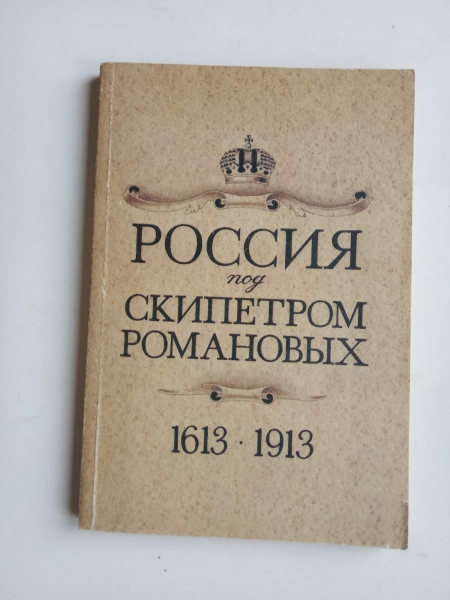 РОССИЯ
под
СКИПЕТРОМ
РОМАНОВЫХ
1613 · 1913